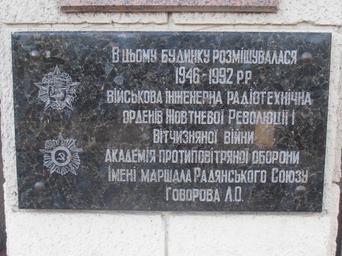 В цьому будинку розміщувалася
1946-1992 р.р.
військова інженерна радіотехнічна
орденів Жовтневої Революції і
Вітчизняної війни
академія протиповітряної оборони
імені маршала Радянського Союзу
Говорова Л.О.